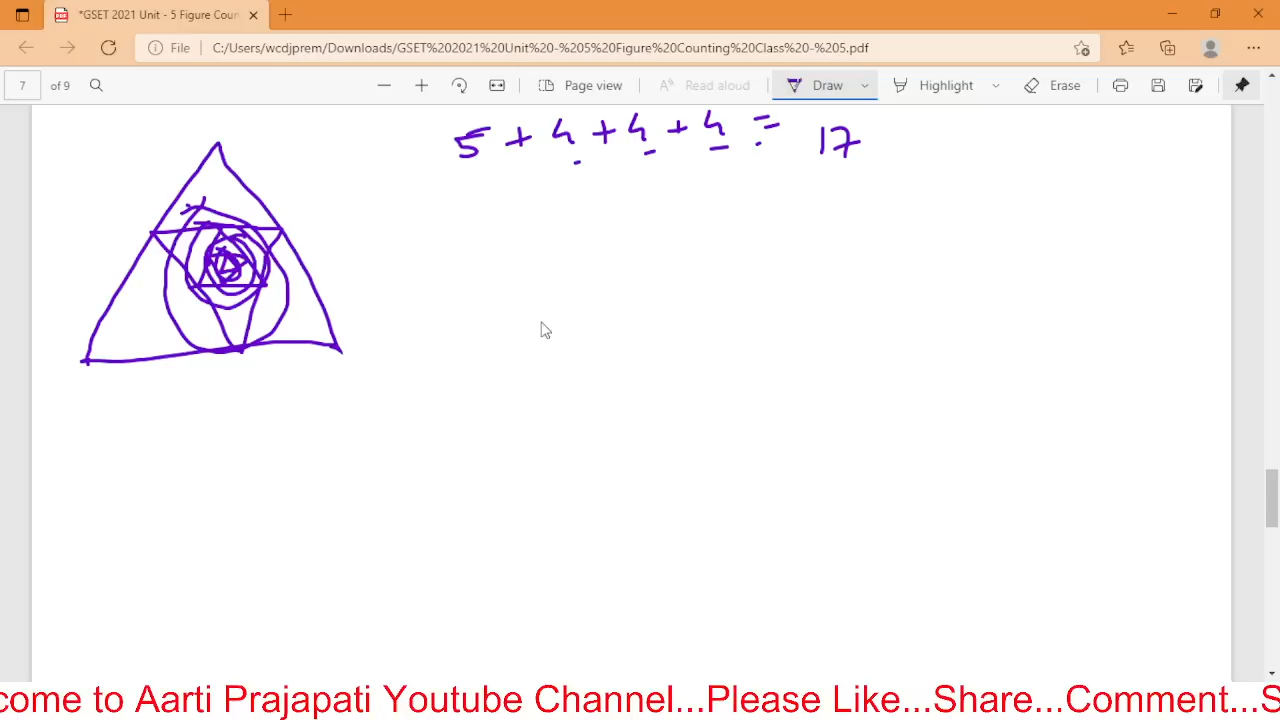 *GSET 2021 Unit - 5 Figure Coun
File C:/Users/wcdjprem/Downloads/GSET%202021%20Unit%20-%205%20Figure%20Counting%20Class%20-%205.pdf
7 of 9 Page view Read aloud Draw Highlight Erase
5 + 4 + 4 + 4 = 17
come to Aarti Prajapati Youtube Channel...Please Like...Share...Comment...S